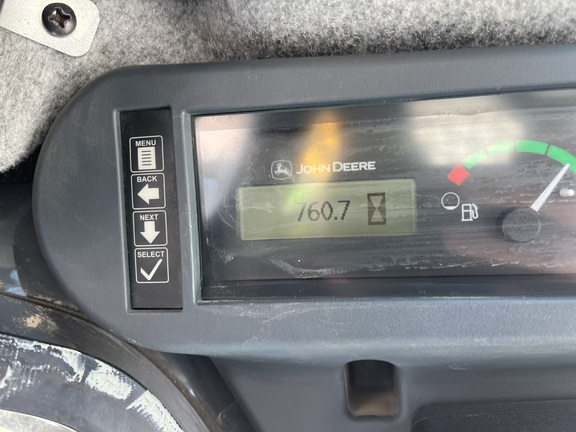 MENU
BACK
NEXT
SELECT
JOHN DEERE
760.7